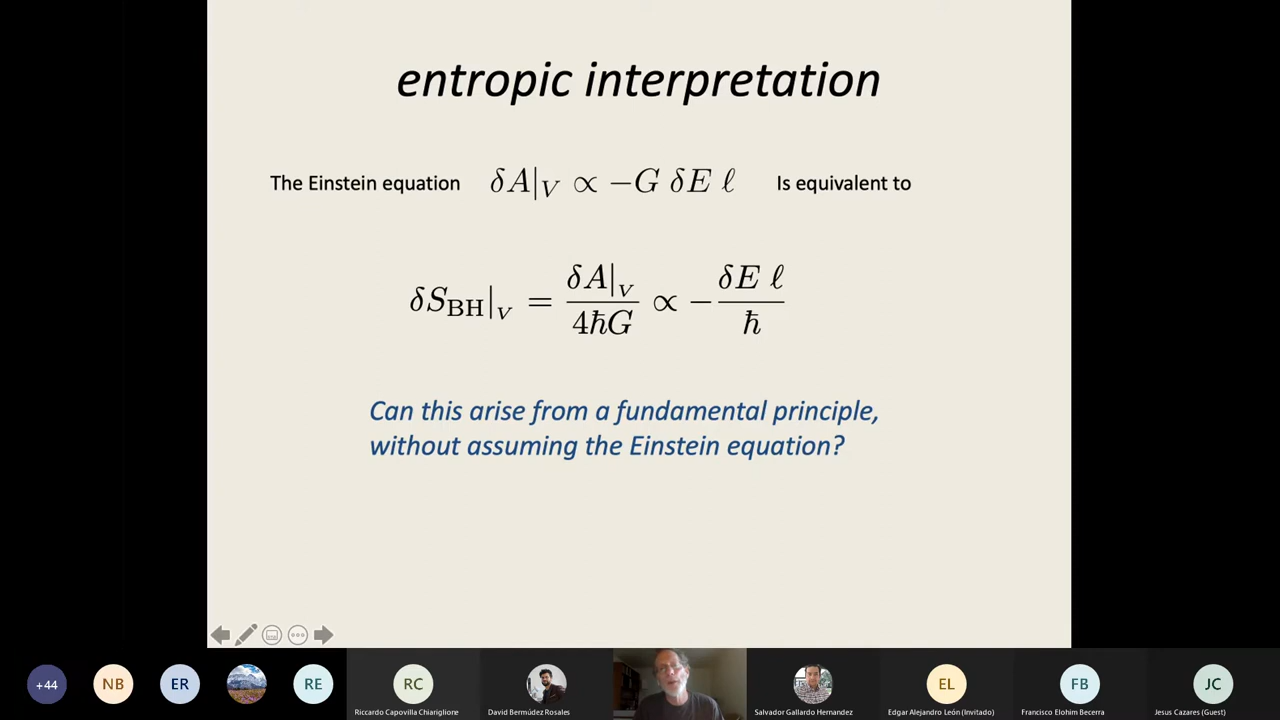 entropic interpretation
The Einstein equation δA|_V ∝ −G δE ℓ Is equivalent to
δS_BH|_V = δA|_V / 4ℏG ∝ − δE ℓ / ℏ
Can this arise from a fundamental principle,
without assuming the Einstein equation?
+44 NB ER RE RC EL FB JC
Riccardo Capovilla Chiariglione David Bermúdez Rosales Salvador Gallardo Hernandez Edgar Alejandro León (Invitado) Francisco Elohim Becerra Jesus Cazares (Guest)